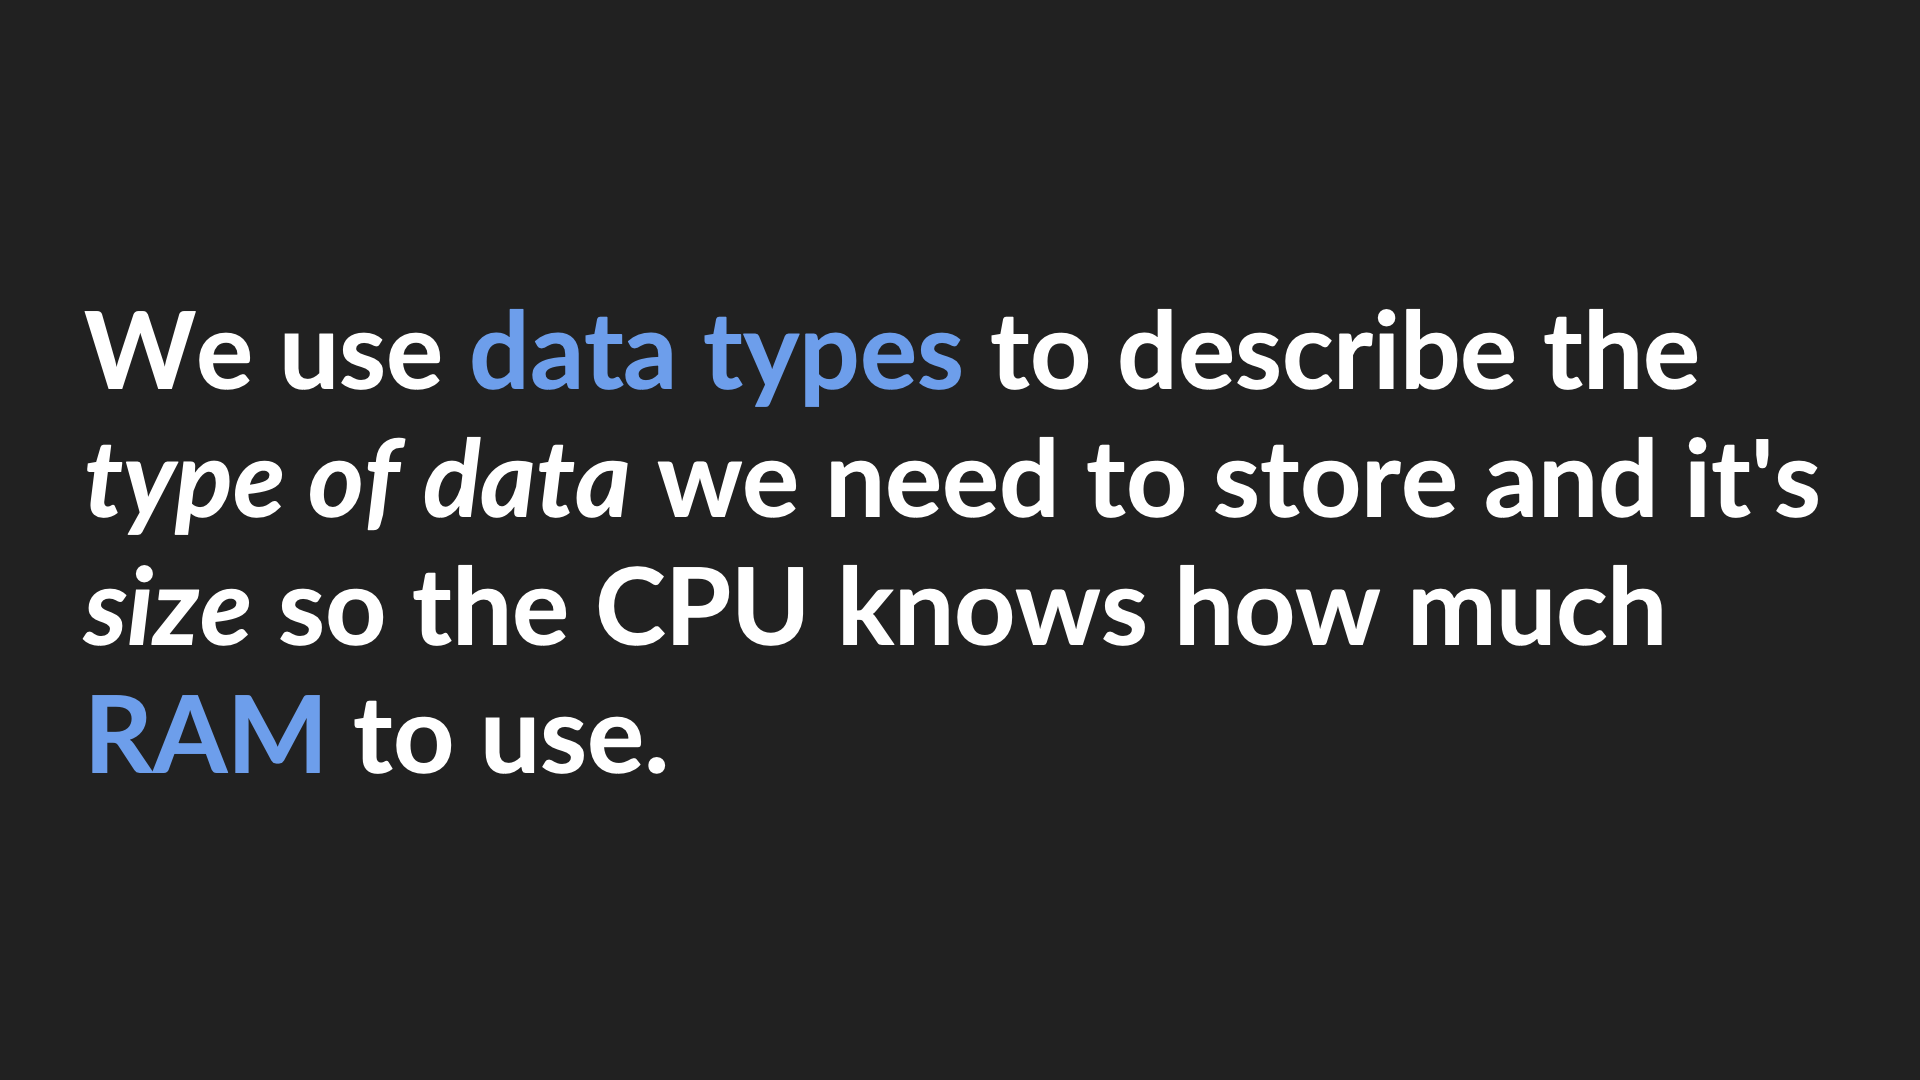 We use data types to describe the
type of data we need to store and it's
size so the CPU knows how much
RAM to use.